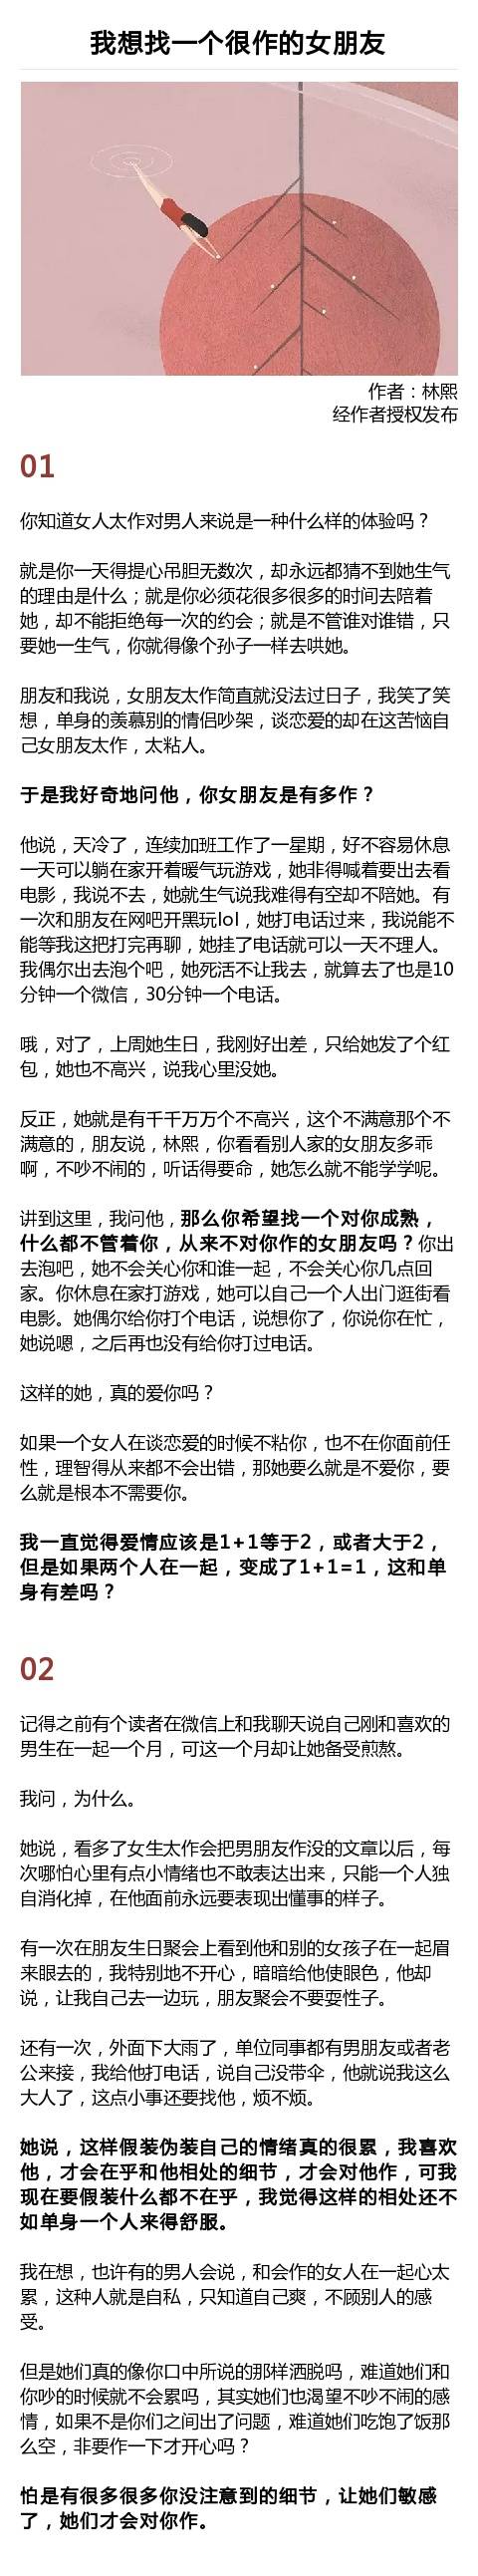 我想找一个很作的女朋友
作者：林熙
经作者授权发布
01
你知道女人太作对男人来说是一种什么样的体验吗？
就是你一天得提心吊胆无数次，却永远都猜不到她生气
的理由是什么；就是你必须花很多很多的时间去陪着
她，却不能拒绝每一次的约会；就是不管谁对谁错，只
要她一生气，你就得像个孙子一样去哄她。
朋友和我说，女朋友太作简直就没法过日子，我笑了笑
想，单身的羡慕别的情侣吵架，谈恋爱的却在这苦恼自
己女朋友太作，太粘人。
于是我好奇地问他，你女朋友是有多作？
他说，天冷了，连续加班工作了一星期，好不容易休息
一天可以躺在家开着暖气玩游戏，她非得喊着要出去看
电影，我说不去，她就生气说我难得有空却不陪她。有
一次和朋友在网吧开黑玩lol，她打电话过来，我说能不
能等我这把打完再聊，她挂了电话就可以一天不理人。
我偶尔出去泡个吧，她死活不让我去，就算去了也是10
分钟一个微信，30分钟一个电话。
哦，对了，上周她生日，我刚好出差，只给她发了个红
包，她也不高兴，说我心里没她。
反正，她就是有千千万万个不高兴，这个不满意那个不
满意的，朋友说，林熙，你看看别人家的女朋友多乖
啊，不吵不闹的，听话得要命，她怎么就不能学学呢。
讲到这里，我问他，那么你希望找一个对你成熟，
什么都不管着你，从来不对你作的女朋友吗？你出
去泡吧，她不会关心你和谁一起，不会关心你几点回
家。你休息在家打游戏，她可以自己一个人出门逛街看
电影。她偶尔给你打个电话，说想你了，你说你在忙，
她说嗯，之后再也没有给你打过电话。
这样的她，真的爱你吗？
如果一个女人在谈恋爱的时候不粘你，也不在你面前任
性，理智得从来都不会出错，那她要么就是不爱你，要
么就是根本不需要你。
我一直觉得爱情应该是1+1等于2，或者大于2，
但是如果两个人在一起，变成了1+1=1，这和单
身有差吗？
02
记得之前有个读者在微信上和我聊天说自己刚和喜欢的
男生在一起一个月，可这一个月却让她备受煎熬。
我问，为什么。
她说，看多了女生太作会把男朋友作没的文章以后，每
次哪怕心里有点小情绪也不敢表达出来，只能一个人独
自消化掉，在他面前永远要表现出懂事的样子。
有一次在朋友生日聚会上看到他和别的女孩子在一起眉
来眼去的，我特别地不开心，暗暗给他使眼色，他却
说，让我自己去一边玩，朋友聚会不要耍性子。
还有一次，外面下大雨了，单位同事都有男朋友或者老
公来接，我给他打电话，说自己没带伞，他就说我这么
大人了，这点小事还要找他，烦不烦。
她说，这样假装伪装自己的情绪真的很累，我喜欢
他，才会在乎和他相处的细节，才会对他作，可我
现在要假装什么都不在乎，我觉得这样的相处还不
如单身一个人来得舒服。
我在想，也许有的男人会说，和会作的女人在一起心太
累，这种人就是自私，只知道自己爽，不顾别人的感
受。
但是她们真的像你口中所说的那样洒脱吗，难道她们和
你吵的时候就不会累吗，其实她们也渴望不吵不闹的感
情，如果不是你们之间出了问题，难道她们吃饱了饭那
么空，非要作一下才开心吗？
怕是有很多很多你没注意到的细节，让她们敏感
了，她们才会对你作。